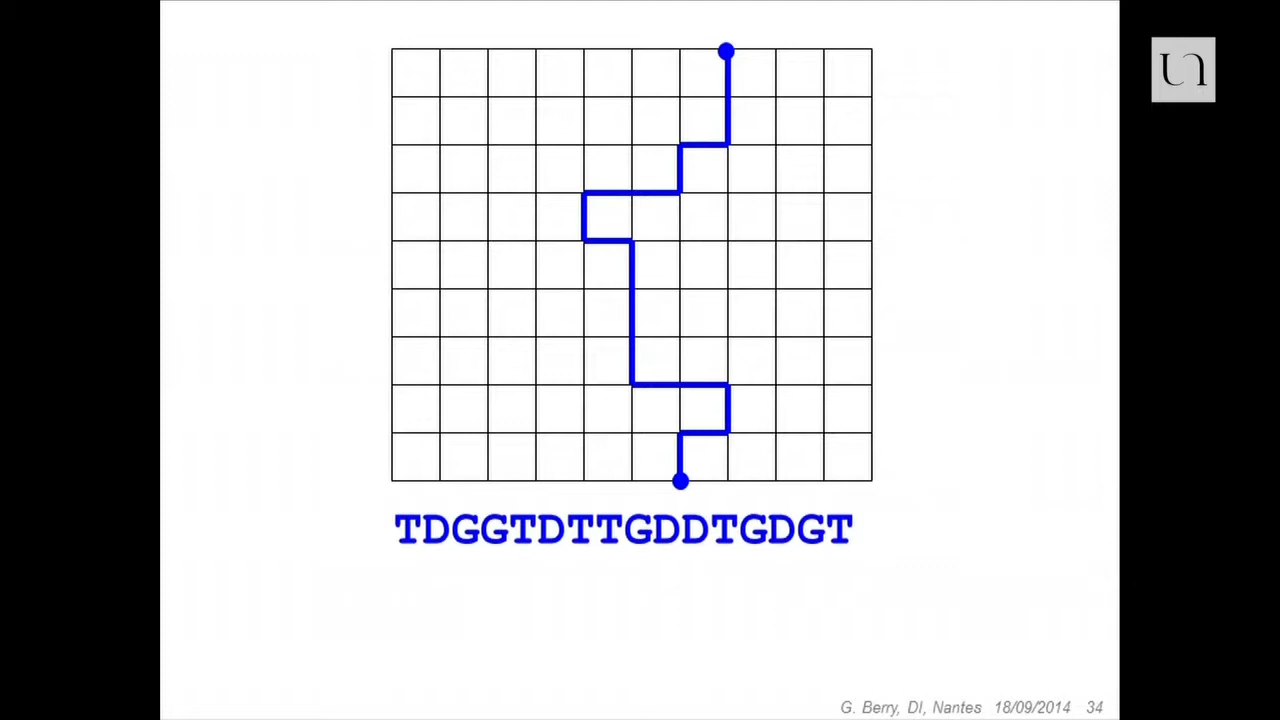 TDGGTDTTGDDTGDGT
G. Berry, DI, Nantes 18/09/2014 34